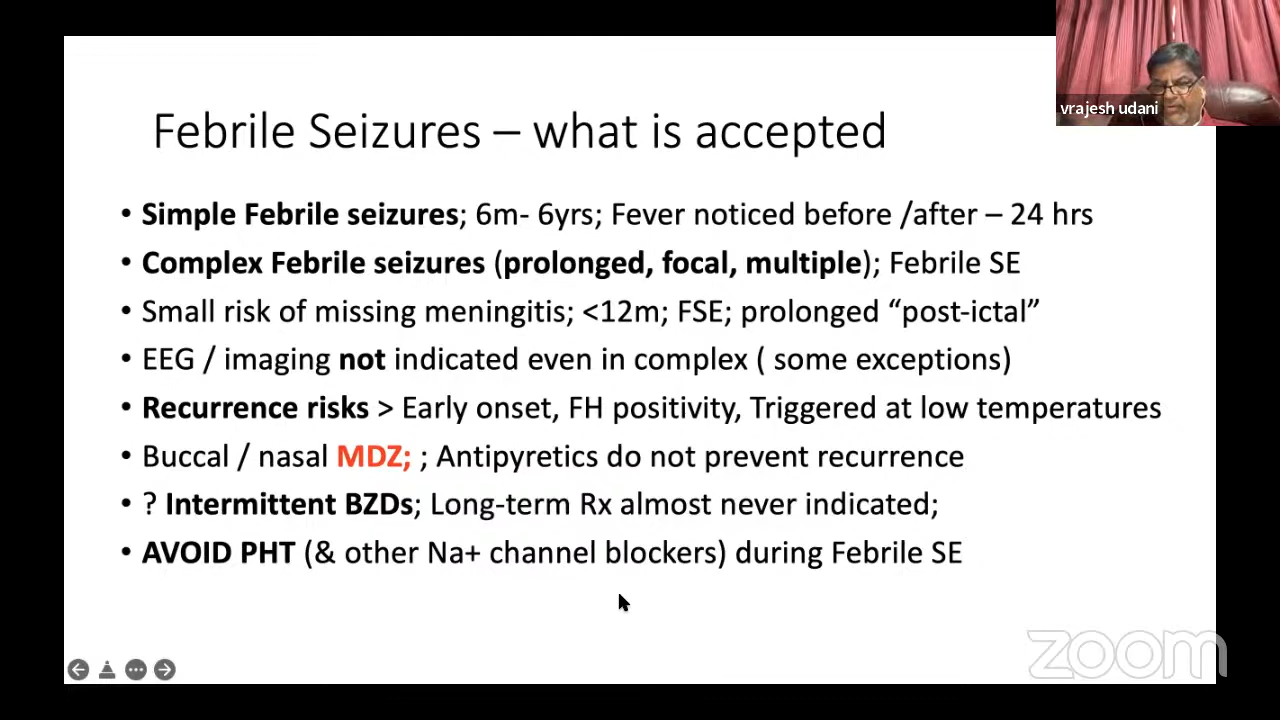 vrajesh udani
Febrile Seizures – what is accepted
• Simple Febrile seizures; 6m- 6yrs; Fever noticed before /after – 24 hrs
• Complex Febrile seizures (prolonged, focal, multiple); Febrile SE
• Small risk of missing meningitis; <12m; FSE; prolonged “post-ictal”
• EEG / imaging not indicated even in complex ( some exceptions)
• Recurrence risks > Early onset, FH positivity, Triggered at low temperatures
• Buccal / nasal MDZ; ; Antipyretics do not prevent recurrence
• ? Intermittent BZDs; Long-term Rx almost never indicated;
• AVOID PHT (& other Na+ channel blockers) during Febrile SE
zoom